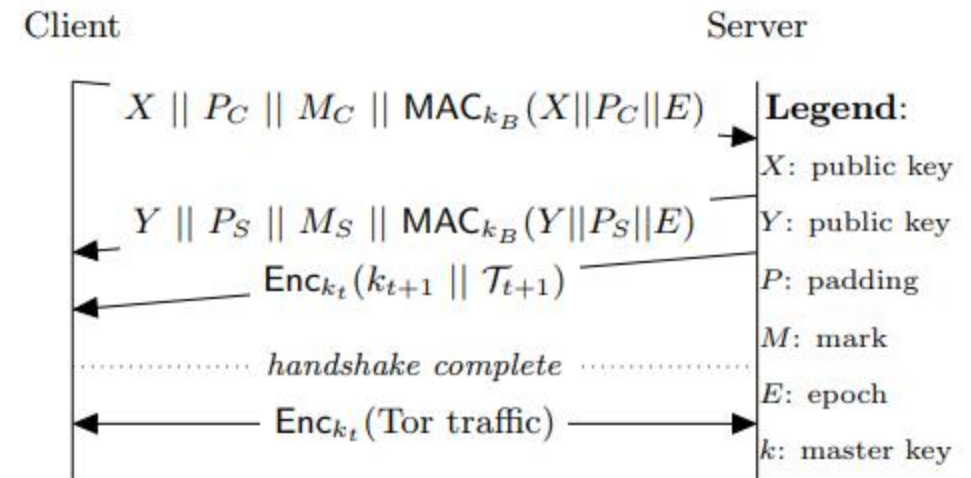 Client
Server
X || P_C || M_C || MAC_{k_B}(X||P_C||E)
Y || P_S || M_S || MAC_{k_B}(Y||P_S||E)
Enc_{k_t}(k_{t+1} || 𝒯_{t+1})
handshake complete
Enc_{k_t}(Tor traffic)
Legend:
X: public key
Y: public key
P: padding
M: mark
E: epoch
k: master key